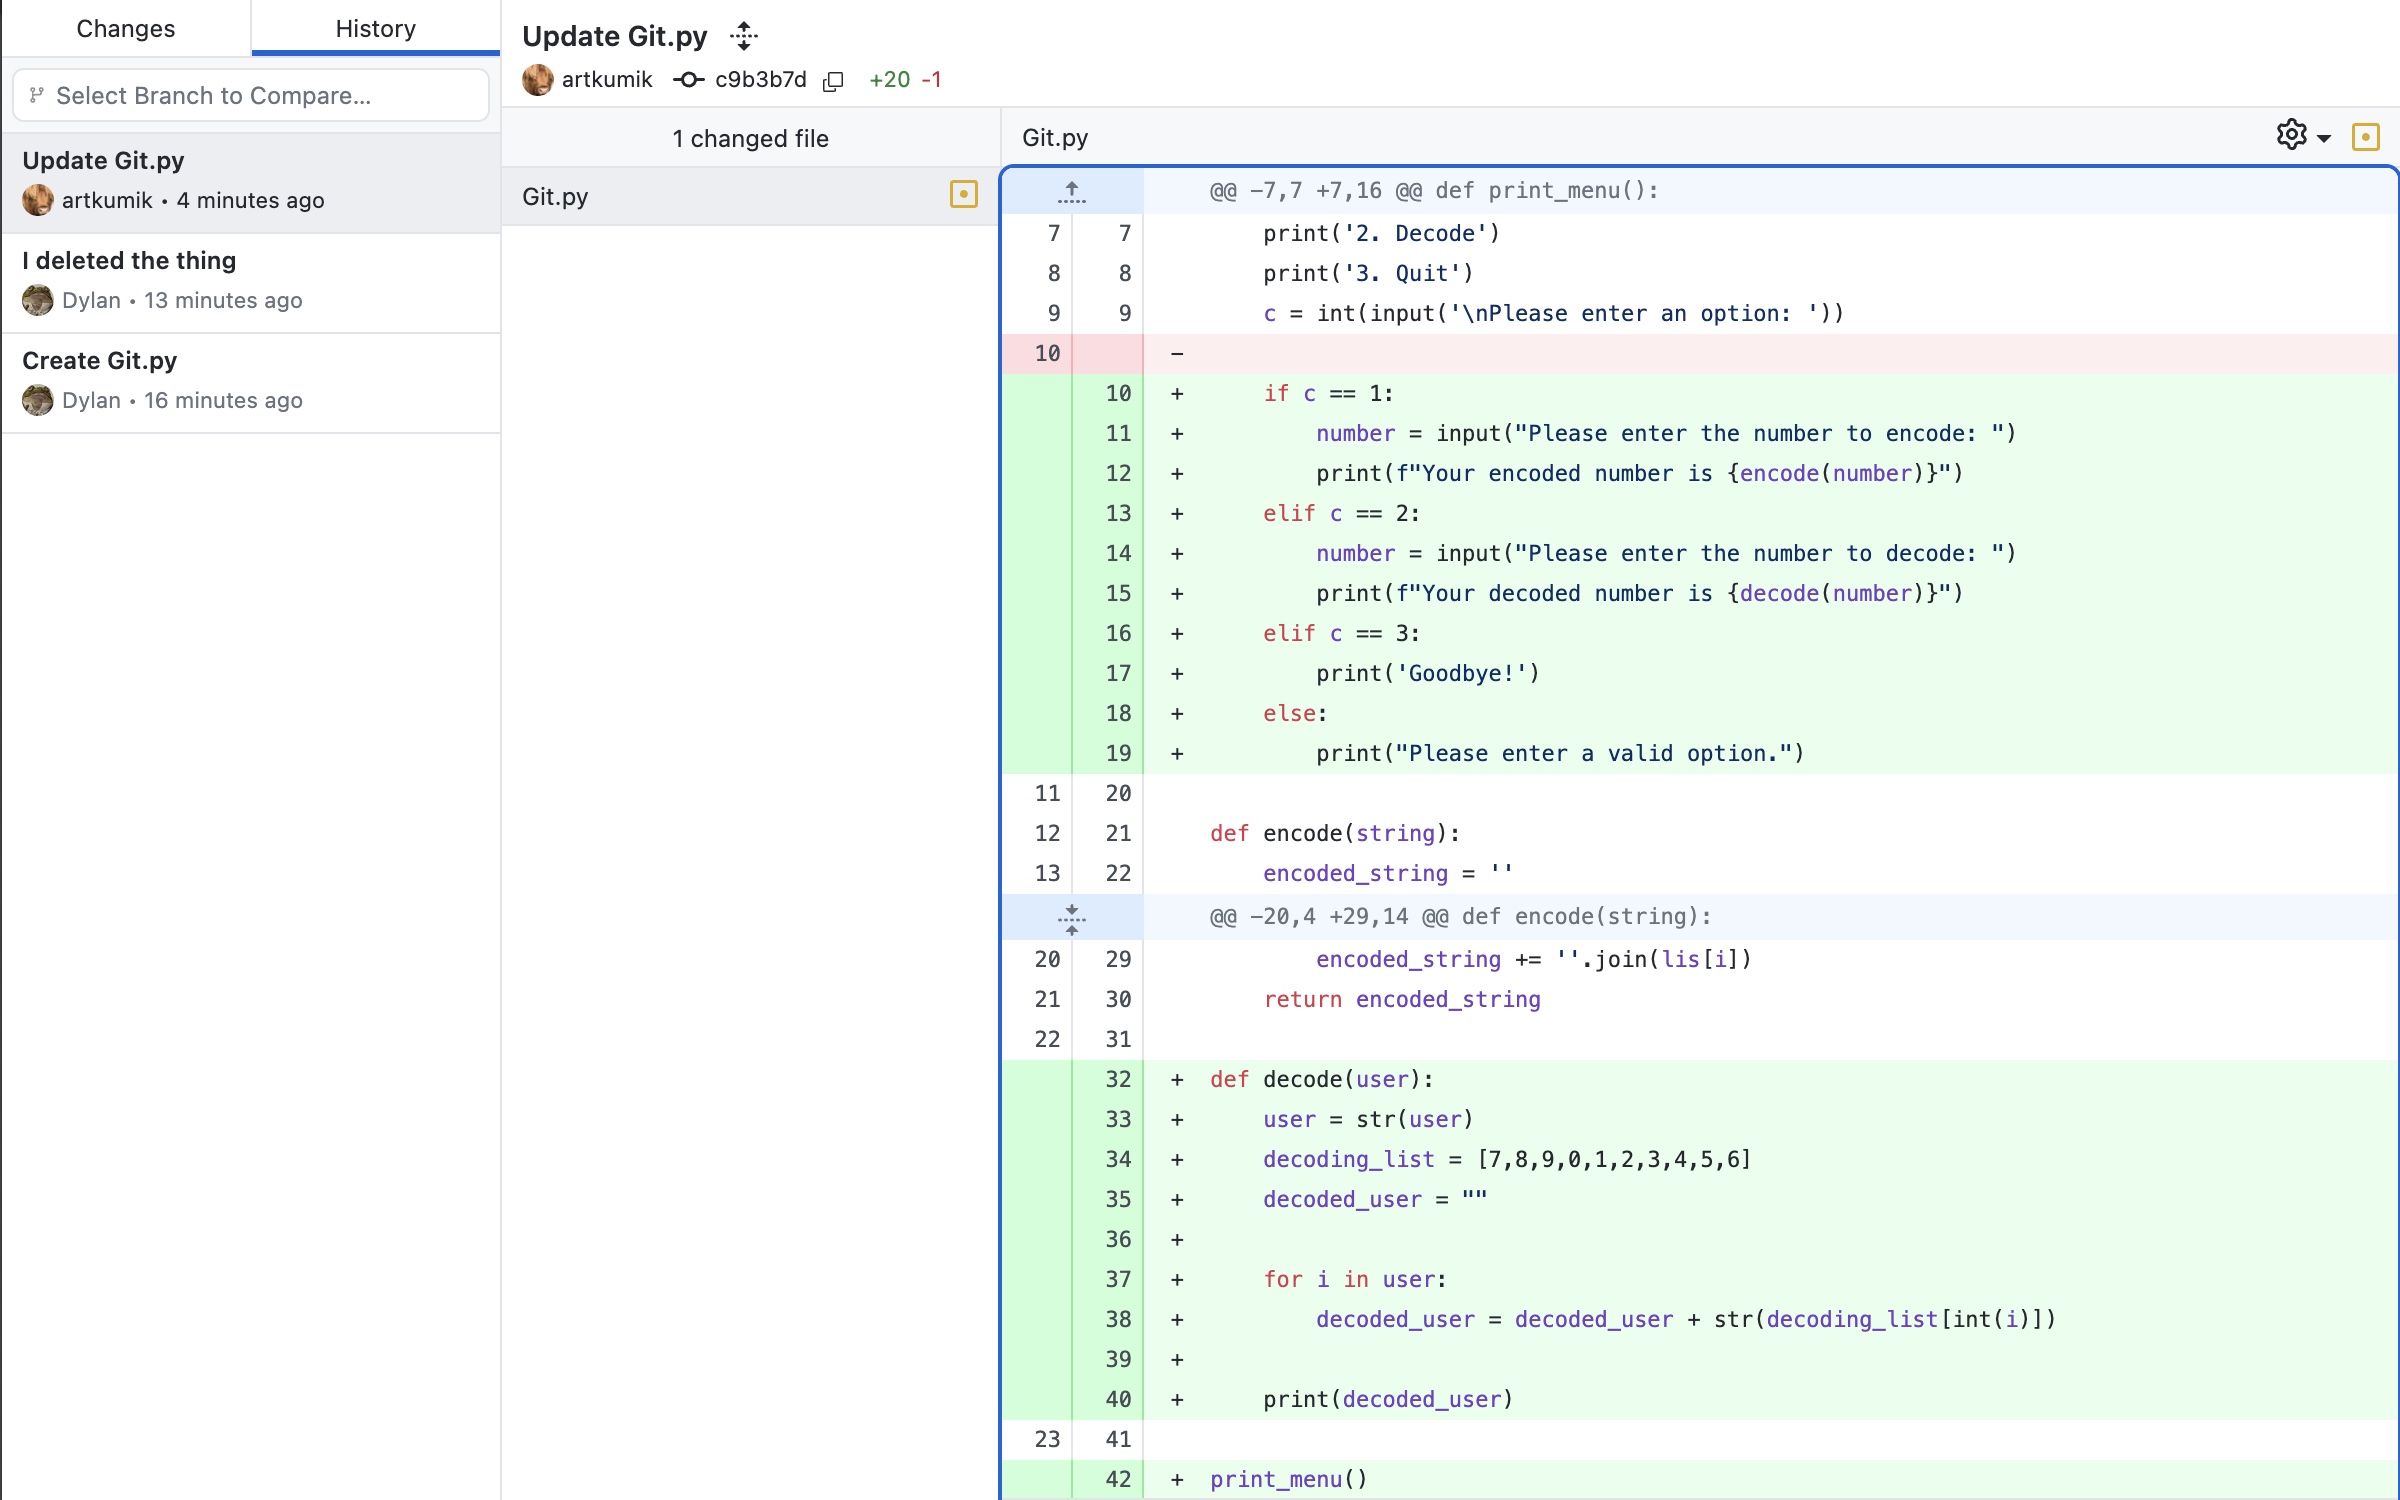 Changes
History
Select Branch to Compare...
Update Git.py
artkumik • 4 minutes ago
I deleted the thing
Dylan • 13 minutes ago
Create Git.py
Dylan • 16 minutes ago
Update Git.py
artkumik c9b3b7d +20 -1
1 changed file
Git.py
Git.py
@@ -7,7 +7,16 @@ def print_menu():
7 7 print('2. Decode')
8 8 print('3. Quit')
9 9 c = int(input('\nPlease enter an option: '))
10 -
10 + if c == 1:
11 + number = input("Please enter the number to encode: ")
12 + print(f"Your encoded number is {encode(number)}")
13 + elif c == 2:
14 + number = input("Please enter the number to decode: ")
15 + print(f"Your decoded number is {decode(number)}")
16 + elif c == 3:
17 + print('Goodbye!')
18 + else:
19 + print("Please enter a valid option.")
11 20
12 21 def encode(string):
13 22 encoded_string = ''
@@ -20,4 +29,14 @@ def encode(string):
20 29 encoded_string += ''.join(lis[i])
21 30 return encoded_string
22 31
32 + def decode(user):
33 + user = str(user)
34 + decoding_list = [7,8,9,0,1,2,3,4,5,6]
35 + decoded_user = ""
36 +
37 + for i in user:
38 + decoded_user = decoded_user + str(decoding_list[int(i)])
39 +
40 + print(decoded_user)
23 41
42 + print_menu()